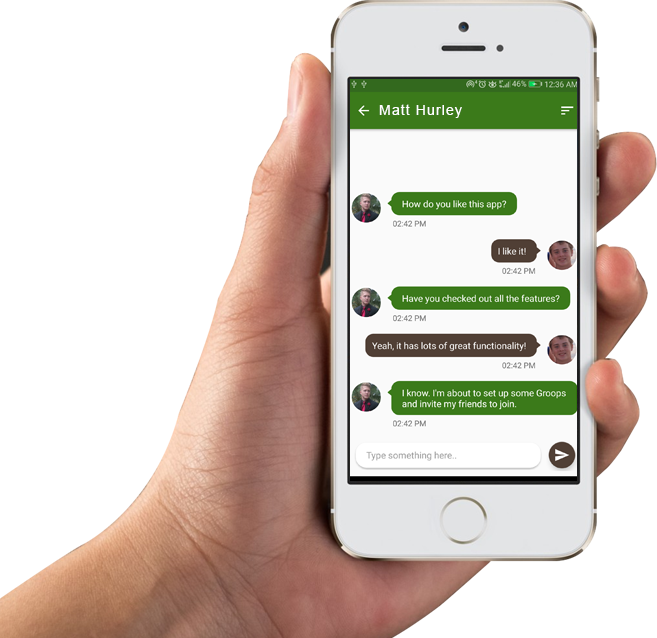 46% 12:36 AM
Matt Hurley
How do you like this app?
02:42 PM
I like it!
02:42 PM
Have you checked out all the features?
02:42 PM
Yeah, it has lots of great functionality!
02:42 PM
I know. I'm about to set up some Groops
and invite my friends to join.
02:42 PM
Type something here..